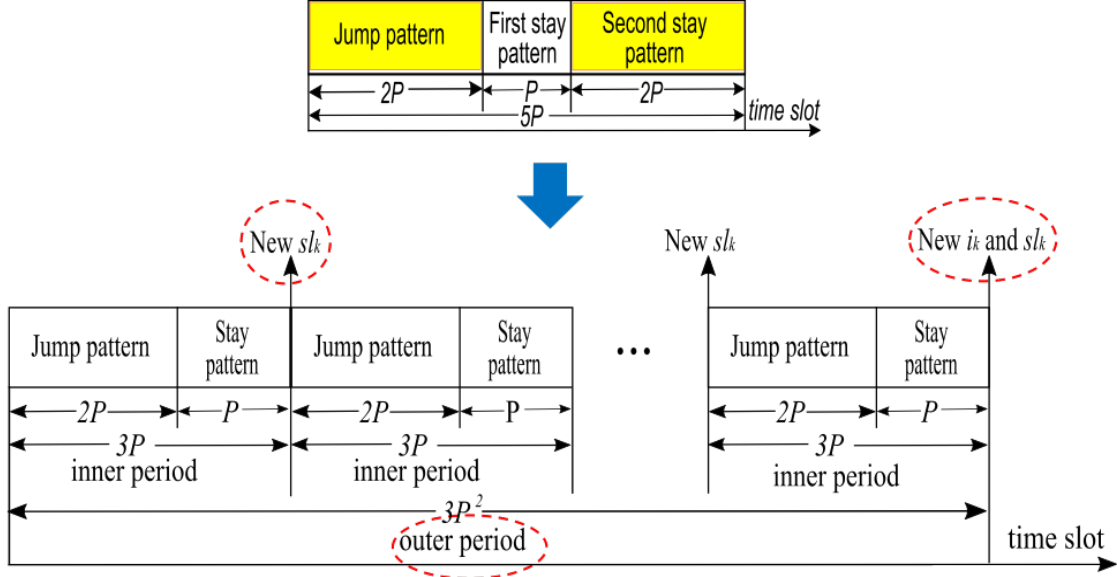 Jump pattern
First stay
pattern
Second stay
pattern
2P
P
2P
5P
time slot
New slk
New slk
New ik and slk
Jump pattern
Stay
pattern
Jump pattern
Stay
pattern
...
Jump pattern
Stay
pattern
2P
P
2P
P
2P
P
3P
3P
3P
inner period
inner period
inner period
3P²
outer period
time slot